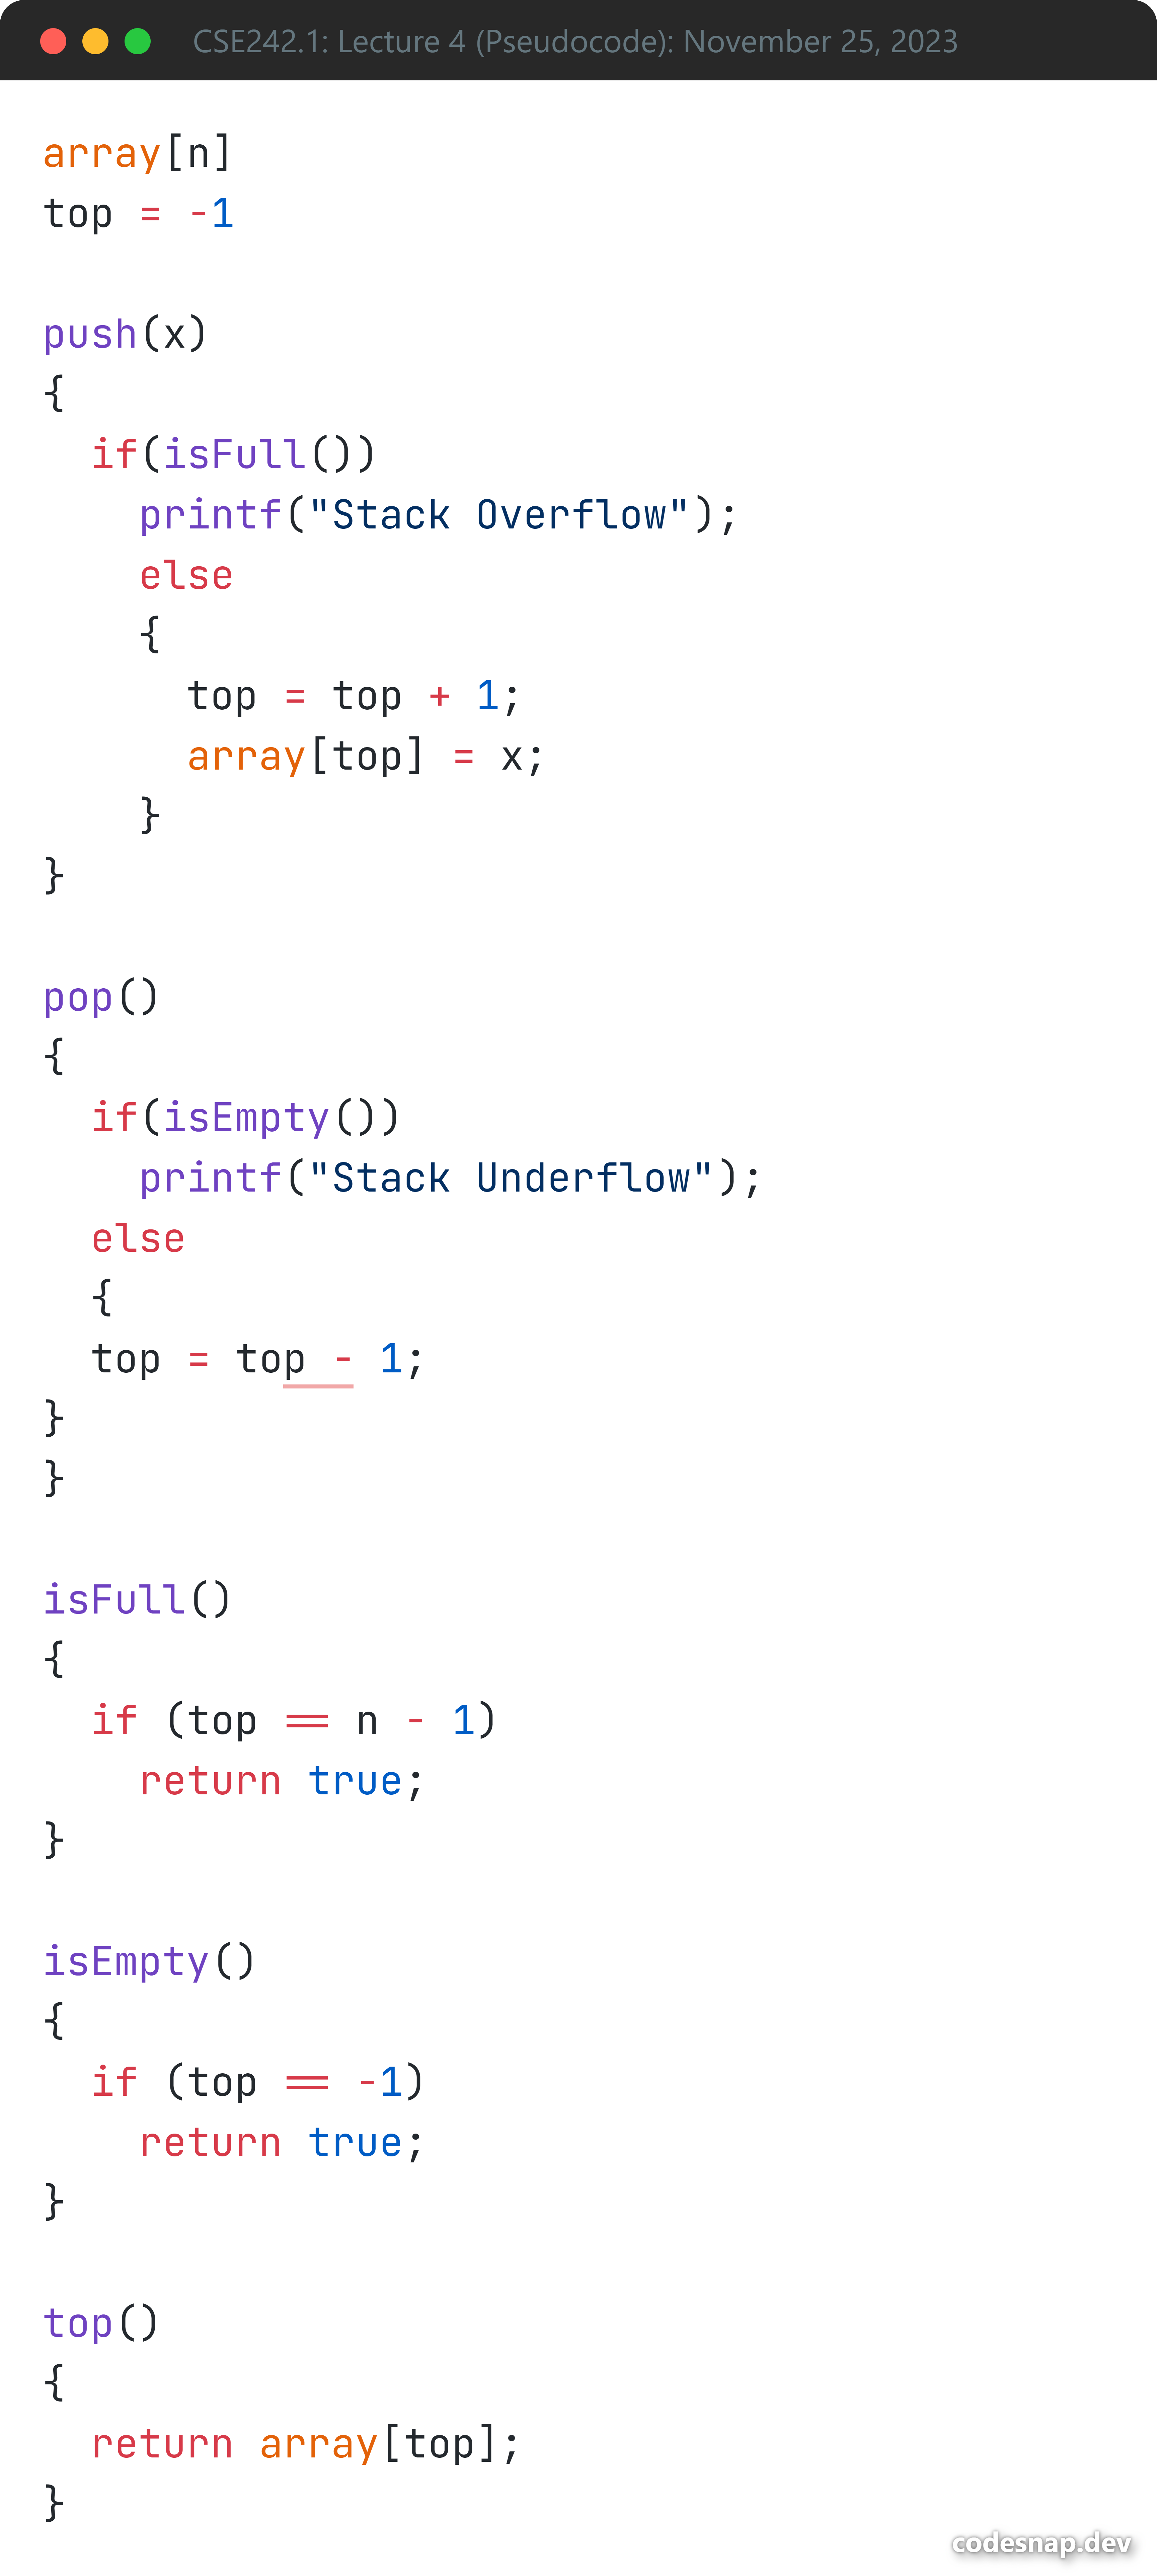 CSE242.1: Lecture 4 (Pseudocode): November 25, 2023
array[n]
top = -1
push(x)
{
if(isFull())
printf("Stack Overflow");
else
{
top = top + 1;
array[top] = x;
}
}
pop()
{
if(isEmpty())
printf("Stack Underflow");
else
{
top = top - 1;
}
}
isFull()
{
if (top == n - 1)
return true;
}
isEmpty()
{
if (top == -1)
return true;
}
top()
{
return array[top];
}
codesnap.dev